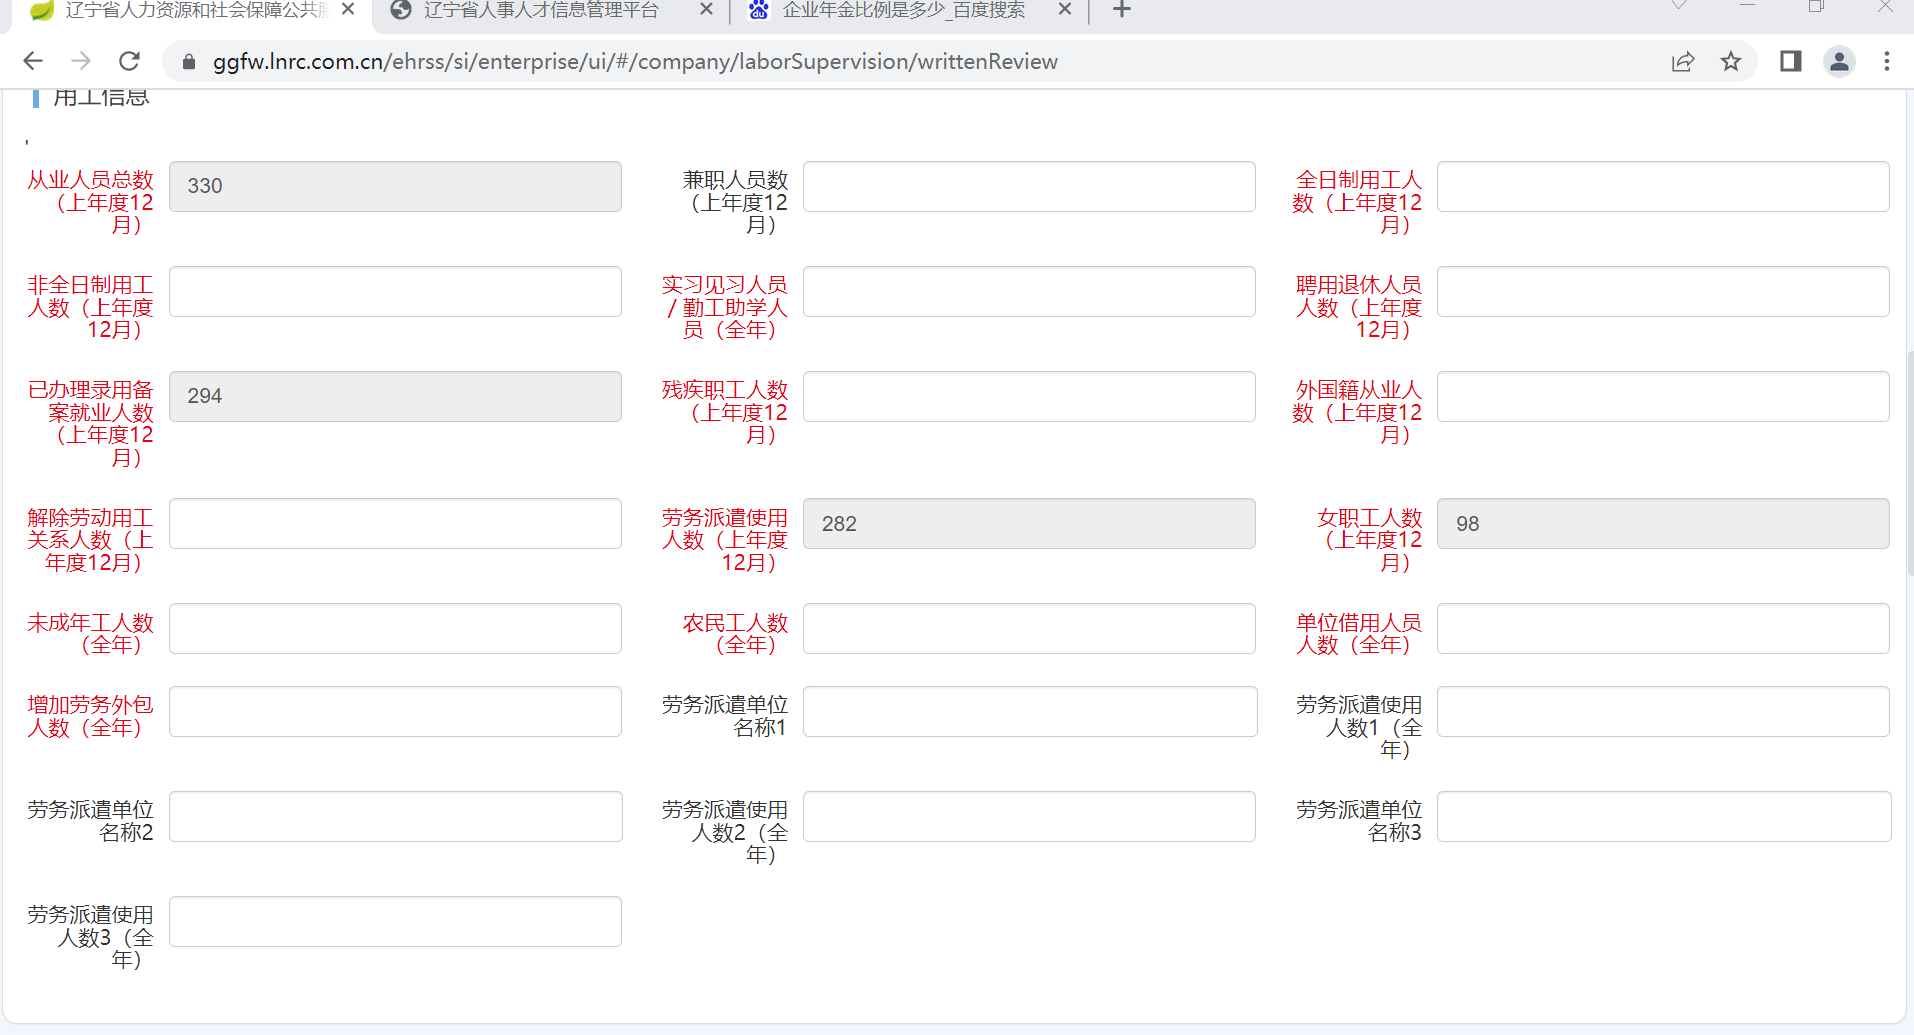 辽宁省人力资源和社会保障公共服
辽宁省人事人才信息管理平台
企业年金比例是多少_百度搜索
ggfw.lnrc.com.cn/ehrss/si/enterprise/ui/#/company/laborSupervision/writtenReview
用工信息
'
从业人员总数
（上年度12
月）
330
兼职人员数
（上年度12
月）
全日制用工人
数（上年度12
月）
非全日制用工
人数（上年度
12月）
实习见习人员
/ 勤工助学人
员（全年）
聘用退休人员
人数（上年度
12月）
已办理录用备
案就业人数
（上年度12
月）
294
残疾职工人数
（上年度12
月）
外国籍从业人
数（上年度12
月）
解除劳动用工
关系人数（上
年度12月）
劳务派遣使用
人数（上年度
12月）
282
女职工人数
（上年度12
月）
98
未成年工人数
（全年）
农民工人数
（全年）
单位借用人员
人数（全年）
增加劳务外包
人数（全年）
劳务派遣单位
名称1
劳务派遣使用
人数1（全
年）
劳务派遣单位
名称2
劳务派遣使用
人数2（全
年）
劳务派遣单位
名称3
劳务派遣使用
人数3（全
年）